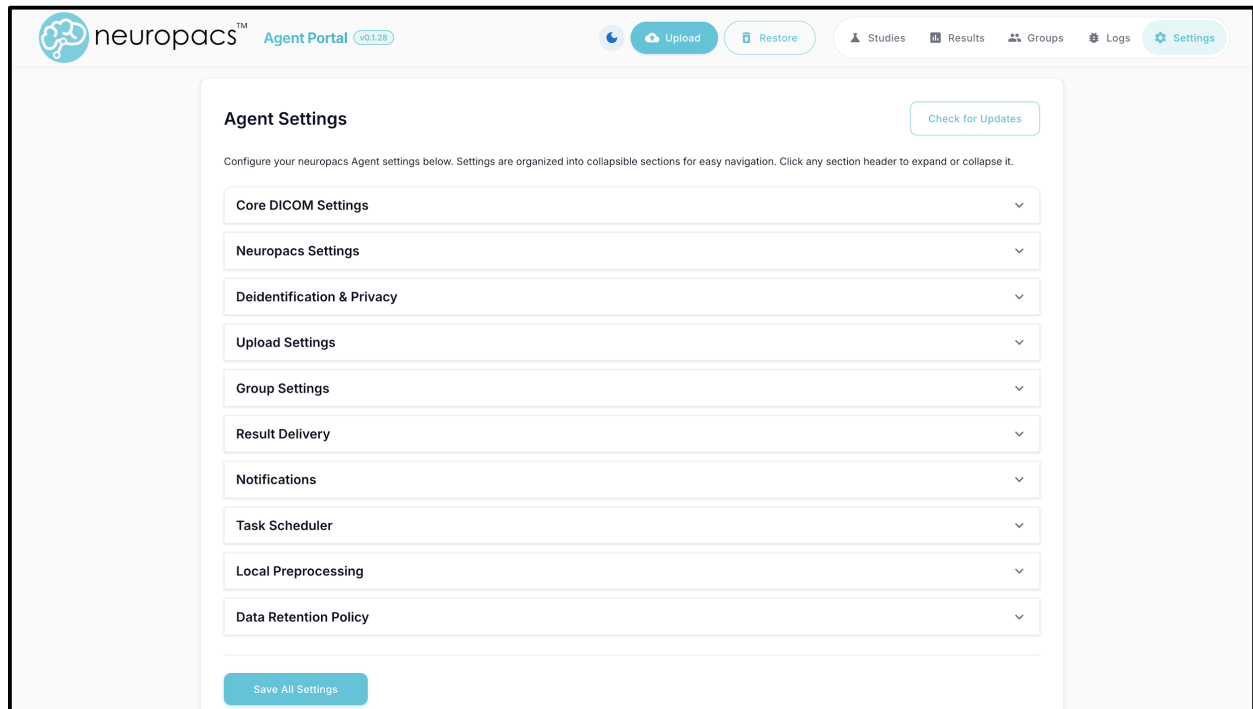 neuropacs™ Agent Portal v0.1.28 Upload Restore Studies Results Groups Logs Settings
Agent Settings Check for Updates
Configure your neuropacs Agent settings below. Settings are organized into collapsible sections for easy navigation. Click any section header to expand or collapse it.
Core DICOM Settings
Neuropacs Settings
Deidentification & Privacy
Upload Settings
Group Settings
Result Delivery
Notifications
Task Scheduler
Local Preprocessing
Data Retention Policy
Save All Settings